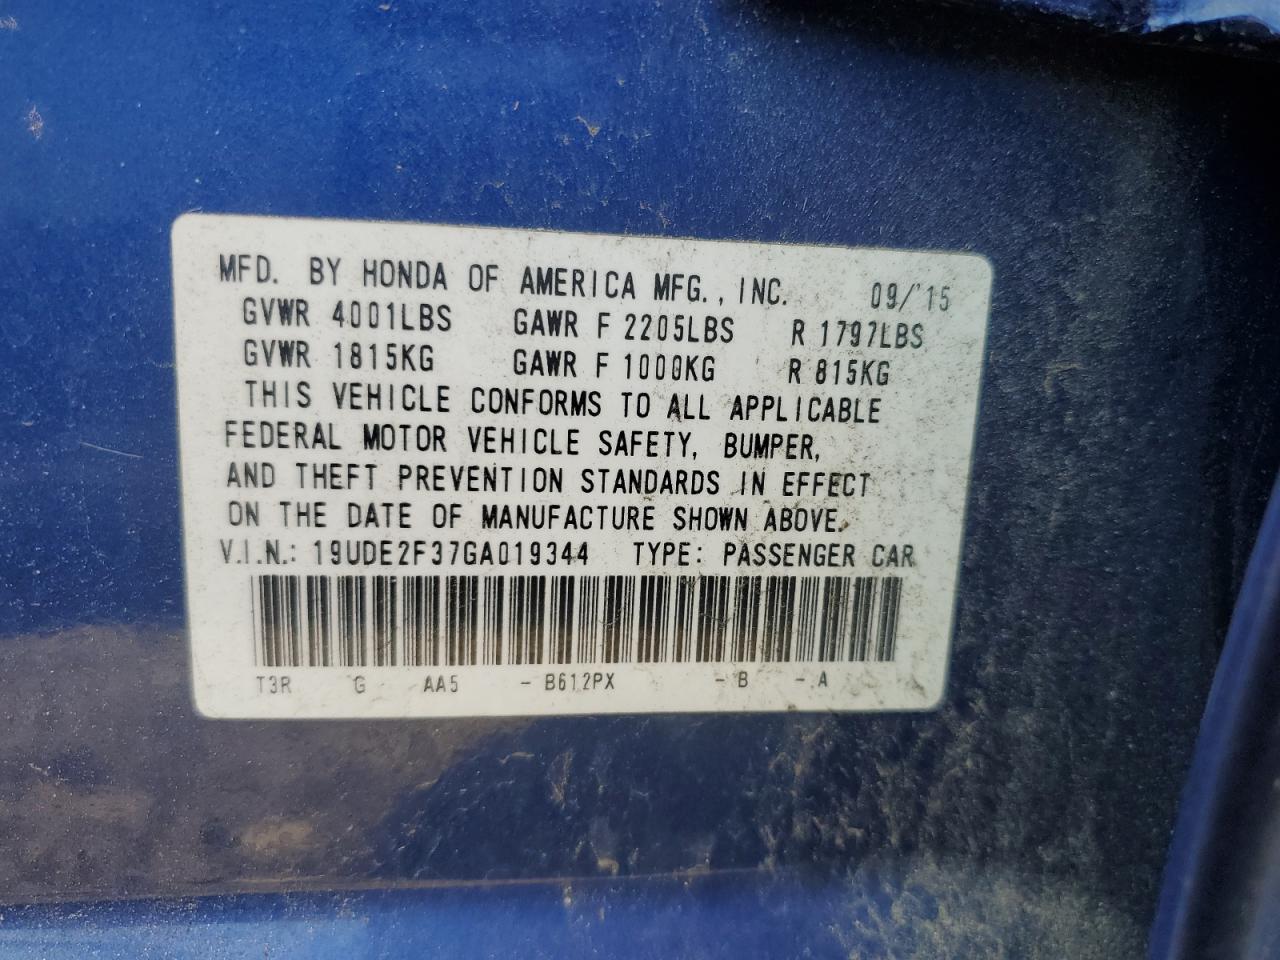 MFD. BY HONDA OF AMERICA MFG., INC. 09/'15
GVWR 4001LBS GAWR F 2205LBS R 1797LBS
GVWR 1815KG GAWR F 1000KG R 815KG
THIS VEHICLE CONFORMS TO ALL APPLICABLE
FEDERAL MOTOR VEHICLE SAFETY, BUMPER,
AND THEFT PREVENTION STANDARDS IN EFFECT
ON THE DATE OF MANUFACTURE SHOWN ABOVE.
V.I.N.: 19UDE2F37GA019344 TYPE: PASSENGER CAR
T3R G AA5 - B612PX - B - A